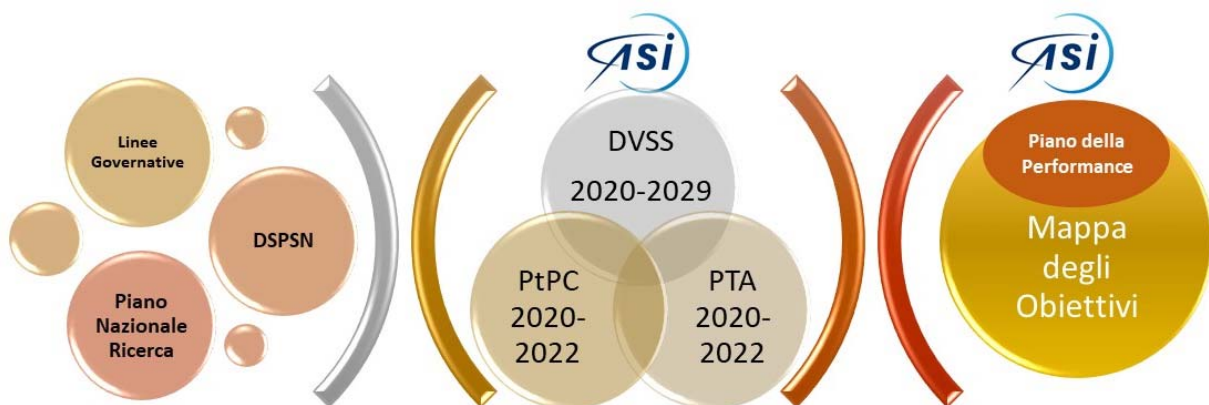 Linee
Governative
DSPSN
Piano
Nazionale
Ricerca
ASI
DVSS
2020-2029
PtPC
2020-
2022
PTA
2020-
2022
ASI
Piano della
Performance
Mappa
degli
Obiettivi